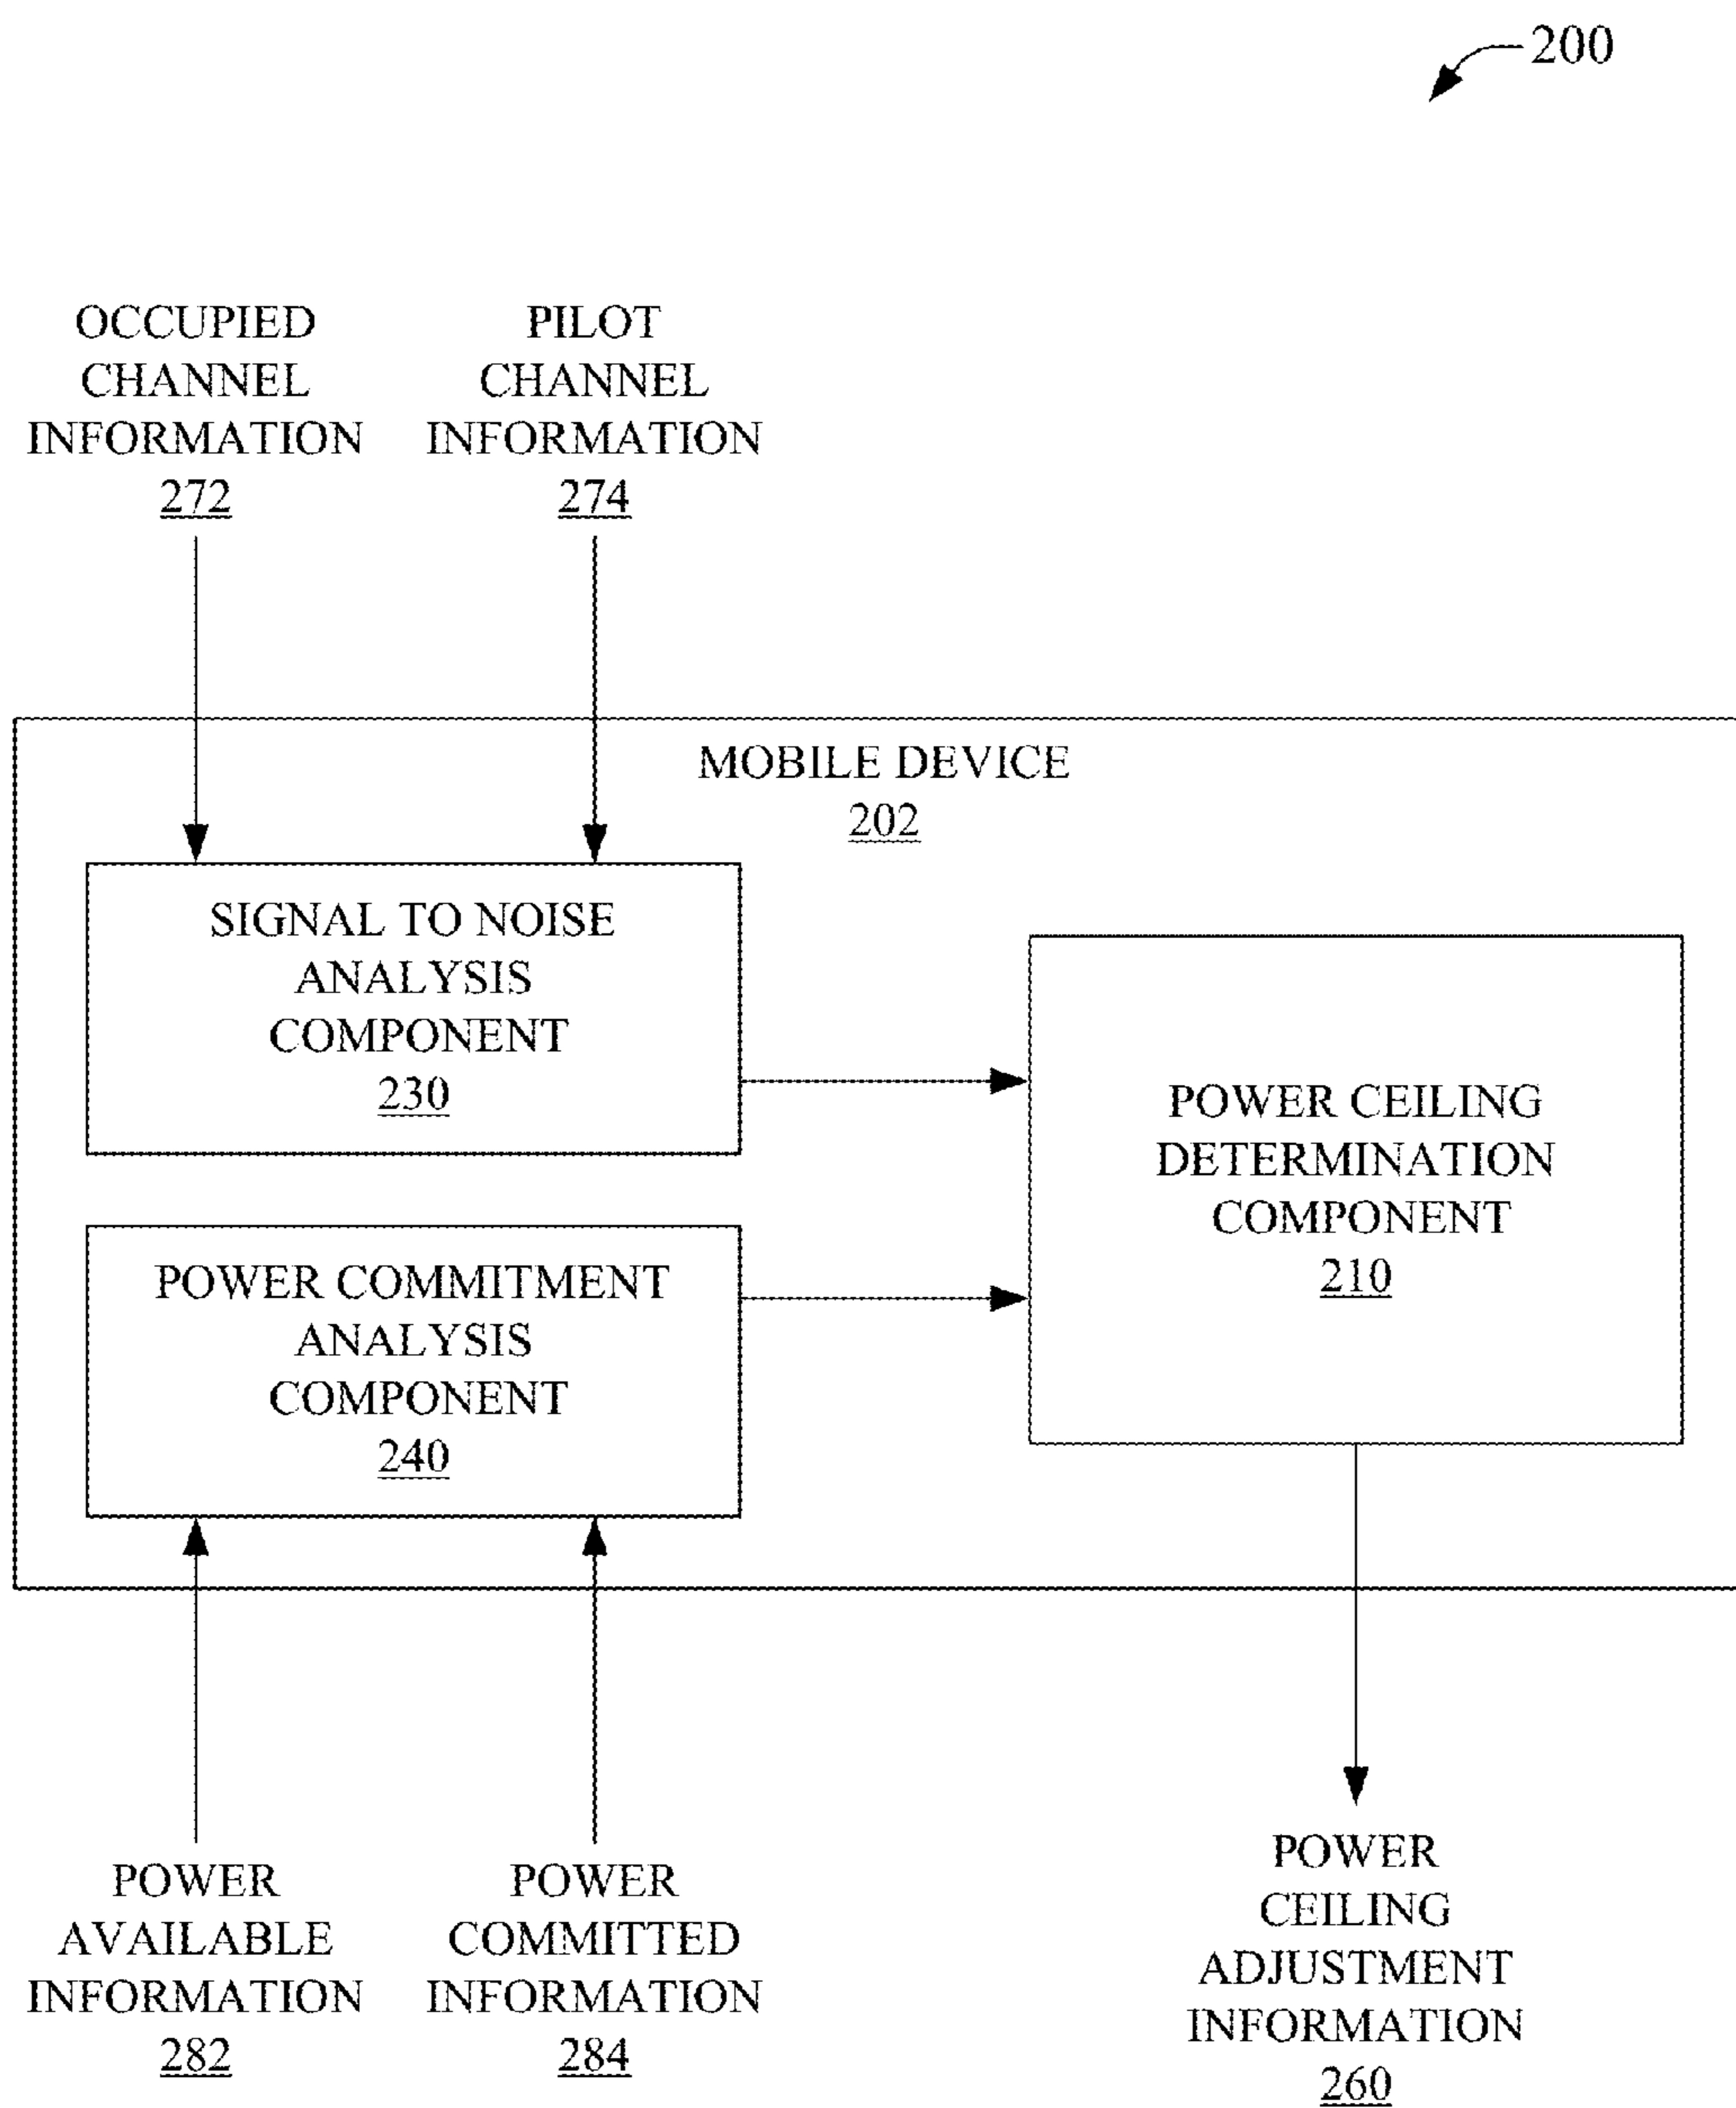 200
OCCUPIED
CHANNEL
INFORMATION
272
PILOT
CHANNEL
INFORMATION
274
MOBILE DEVICE
202
SIGNAL TO NOISE
ANALYSIS
COMPONENT
230
POWER CEILING
DETERMINATION
COMPONENT
210
POWER COMMITMENT
ANALYSIS
COMPONENT
240
POWER
AVAILABLE
INFORMATION
282
POWER
COMMITTED
INFORMATION
284
POWER
CEILING
ADJUSTMENT
INFORMATION
260